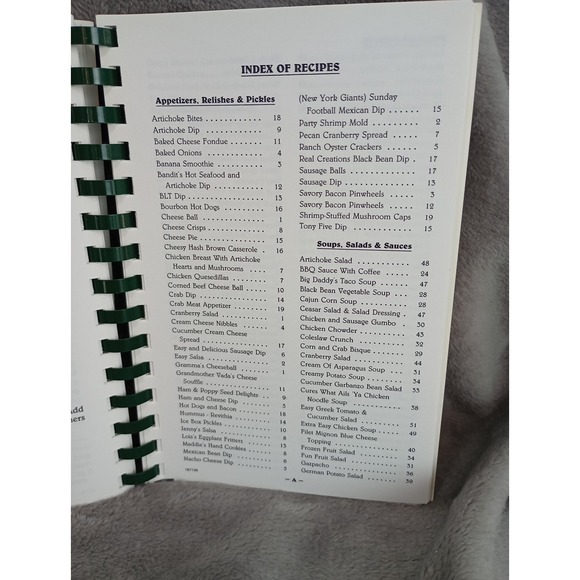 INDEX OF RECIPES
Appetizers, Relishes & Pickles
Artichoke Bites . . . . . . . . . . . . 18
Artichoke Dip . . . . . . . . . . . . 9
Baked Cheese Fondue . . . . . . . 11
Baked Onions . . . . . . . . . . . . 4
Banana Smoothie . . . . . . . . . . 3
Bandit's Hot Seafood and
Artichoke Dip . . . . . . . . . . . 12
BLT Dip . . . . . . . . . . . . . . . 13
Bourbon Hot Dogs . . . . . . . . . 16
Cheese Ball . . . . . . . . . . . . . 1
Cheese Crisps . . . . . . . . . . . . 8
Cheese Pie . . . . . . . . . . . . . . 15
Cheesy Hash Brown Casserole . . 16
Chicken Breast With Artichoke
Hearts and Mushrooms . . . . . 7
Chicken Quesedillas . . . . . . . . 7
Corned Beef Cheese Ball . . . . . 10
Crab Dip . . . . . . . . . . . . . . . 14
Crab Meat Appetizer . . . . . . . . 19
Cranberry Salad . . . . . . . . . . . 1
Cream Cheese Nibbles . . . . . . . 4
Cucumber Cream Cheese
Spread . . . . . . . . . . . . . . . 17
Easy and Delicious Sausage Dip 6
Easy Salsa . . . . . . . . . . . . . . 1
Gramma's Cheeseball . . . . . . . 2
Grandmother Vada's Cheese
Souffle . . . . . . . . . . . . . . .
Ham & Poppy Seed Delights . . . 11
Ham and Cheese Dip . . . . . . . . 9
Hot Dogs and Bacon . . . . . . . . 5
Hummus - Revithia . . . . . . . . . 18
Ice Box Pickles . . . . . . . . . . . 14
Jenny's Salsa . . . . . . . . . . . . 10
Lois's Eggplant Fritters . . . . . . 8
Maddie's Hand Cookies . . . . . . 15
Mexican Bean Dip . . . . . . . . . 8
Nacho Cheese Dip . . . . . . . . . 5
(New York Giants) Sunday
Football Mexican Dip . . . . . . 15
Party Shrimp Mold . . . . . . . . . 2
Pecan Cranberry Spread . . . . . 7
Ranch Oyster Crackers . . . . . . 5
Real Creations Black Bean Dip . . 17
Sausage Balls . . . . . . . . . . . . 17
Sausage Dip . . . . . . . . . . . . . 13
Savory Bacon Pinwheels . . . . . 3
Savory Bacon Pinwheels . . . . . 12
Shrimp-Stuffed Mushroom Caps 19
Tony Five Dip . . . . . . . . . . . . 15
Soups, Salads & Sauces
Artichoke Salad . . . . . . . . . . . 48
BBQ Sauce With Coffee . . . . . . 24
Big Daddy's Taco Soup . . . . . . 47
Black Bean Vegetable Soup . . . 28
Cajun Corn Soup . . . . . . . . . . 28
Ceasar Salad & Salad Dressing . 47
Chicken and Sausage Gumbo . . 30
Chicken Chowder . . . . . . . . . . 43
Coleslaw Crunch . . . . . . . . . .
Corn and Crab Bisque . . . . . . . 29
Cranberry Salad . . . . . . . . . . . 44
Cream Of Asparagus Soup . . . . 31
Creamy Potato Soup . . . . . . . . 34
Cucumber Garbanzo Bean Salad
Cures What Ails Ya Chicken
Noodle Soup . . . . . . . . . . . 38
Easy Greek Tomato &
Cucumber Salad . . . . . . . . . 51
Extra Easy Chicken Soup . . . . . 49
Filet Mignon Blue Cheese
Topping . . . . . . . . . . . . . . 40
Frozen Fruit Salad . . . . . . . . . 34
Fun Fruit Salad . . . . . . . . . . . 31
Gazpacho . . . . . . . . . . . . . . . 36
German Potato Salad . . . . . . . . 39
– A –
Add